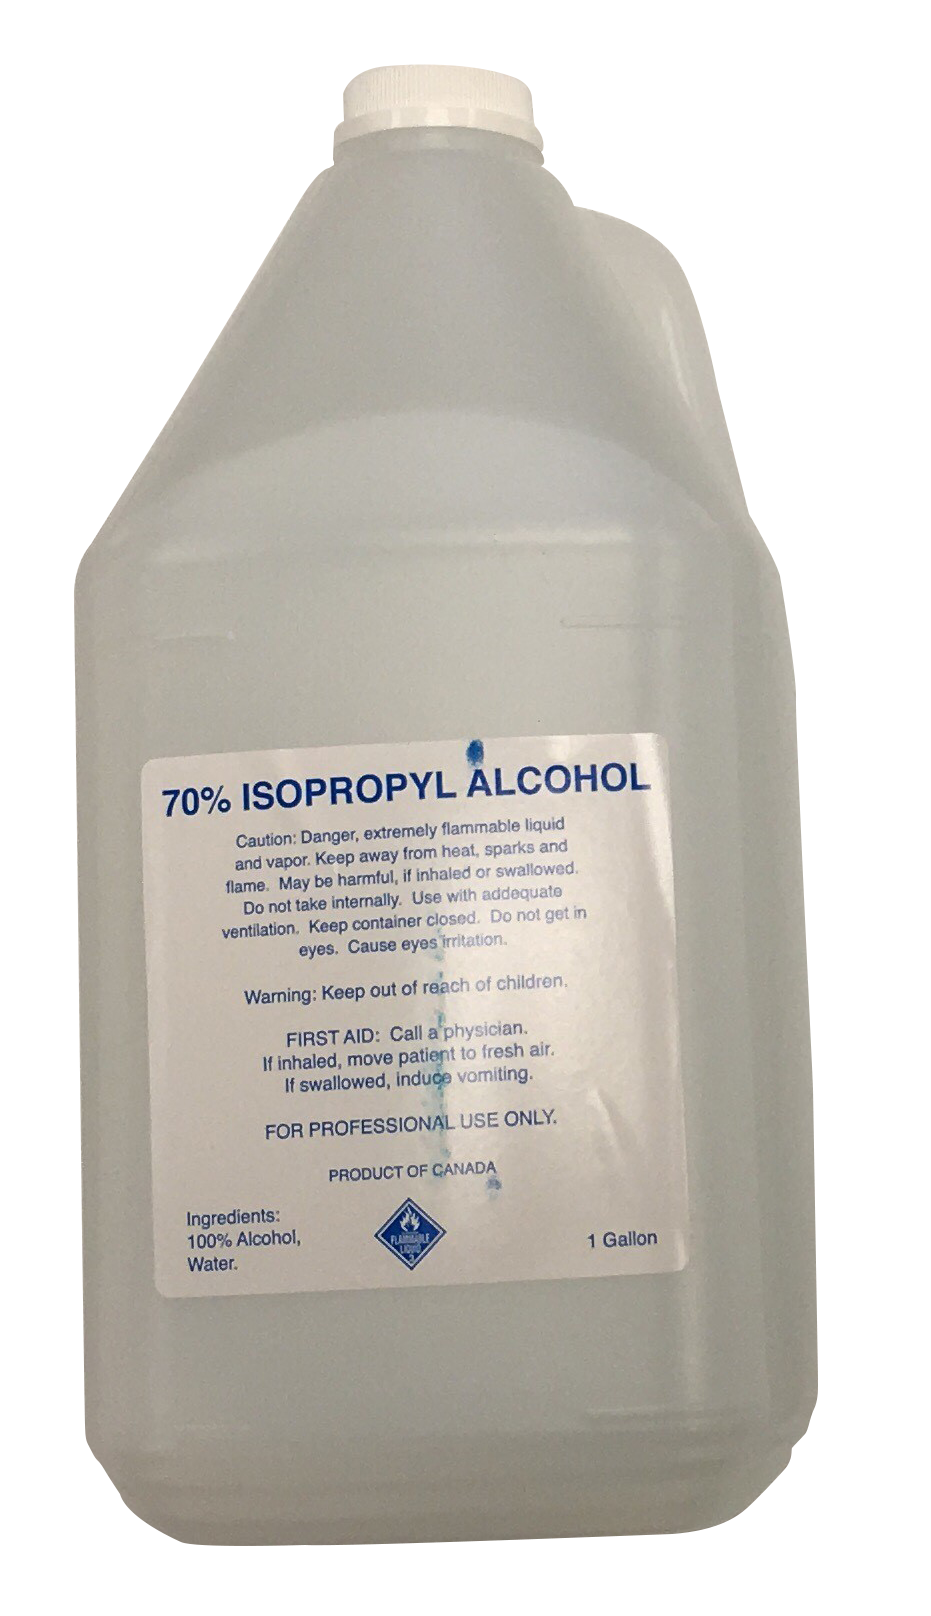 70% ISOPROPYL ALCOHOL
Caution: Danger, extremely flammable liquid
and vapor. Keep away from heat, sparks and
flame. May be harmful, if inhaled or swallowed.
Do not take internally. Use with addequate
ventilation. Keep container closed. Do not get in
eyes. Cause eyes irritation.
Warning: Keep out of reach of children.
FIRST AID: Call a physician.
If inhaled, move patient to fresh air.
If swallowed, induce vomiting.
FOR PROFESSIONAL USE ONLY.
PRODUCT OF CANADA
Ingredients:
100% Alcohol,
Water.
FLAMMABLE
LIQUID
3
1 Gallon